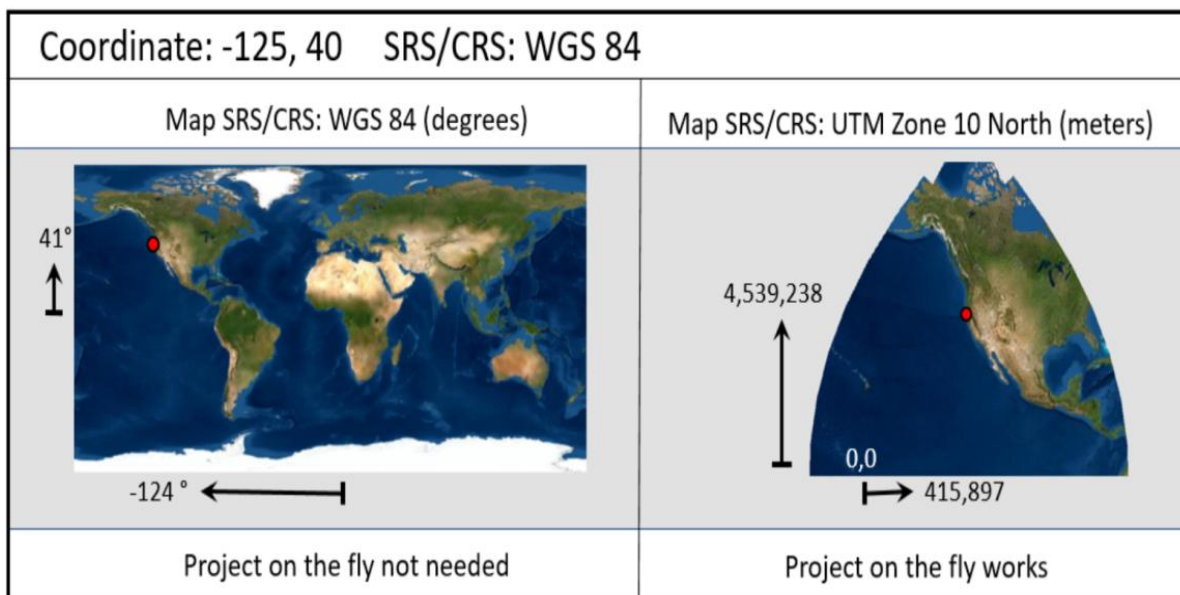 Coordinate: -125, 40 SRS/CRS: WGS 84
Map SRS/CRS: WGS 84 (degrees)
Map SRS/CRS: UTM Zone 10 North (meters)
41°
-124 °
4,539,238
0,0
415,897
Project on the fly not needed
Project on the fly works